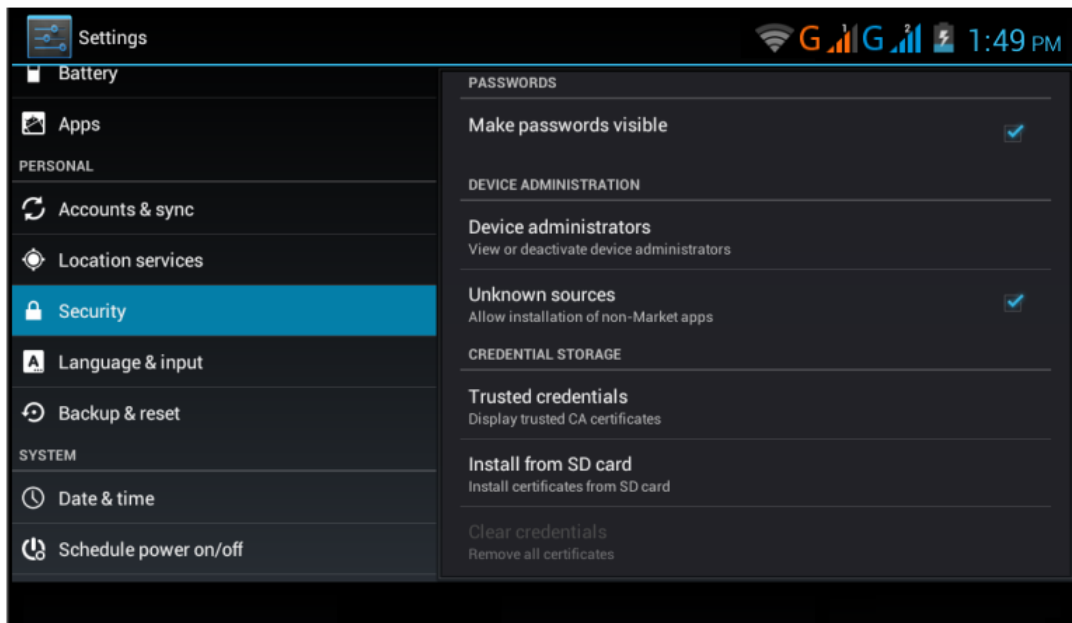 Settings
G 1 G 2 1:49 PM
Battery
Apps
PERSONAL
Accounts & sync
Location services
Security
Language & input
Backup & reset
SYSTEM
Date & time
Schedule power on/off
PASSWORDS
Make passwords visible
DEVICE ADMINISTRATION
Device administrators
View or deactivate device administrators
Unknown sources
Allow installation of non-Market apps
CREDENTIAL STORAGE
Trusted credentials
Display trusted CA certificates
Install from SD card
Install certificates from SD card
Clear credentials
Remove all certificates